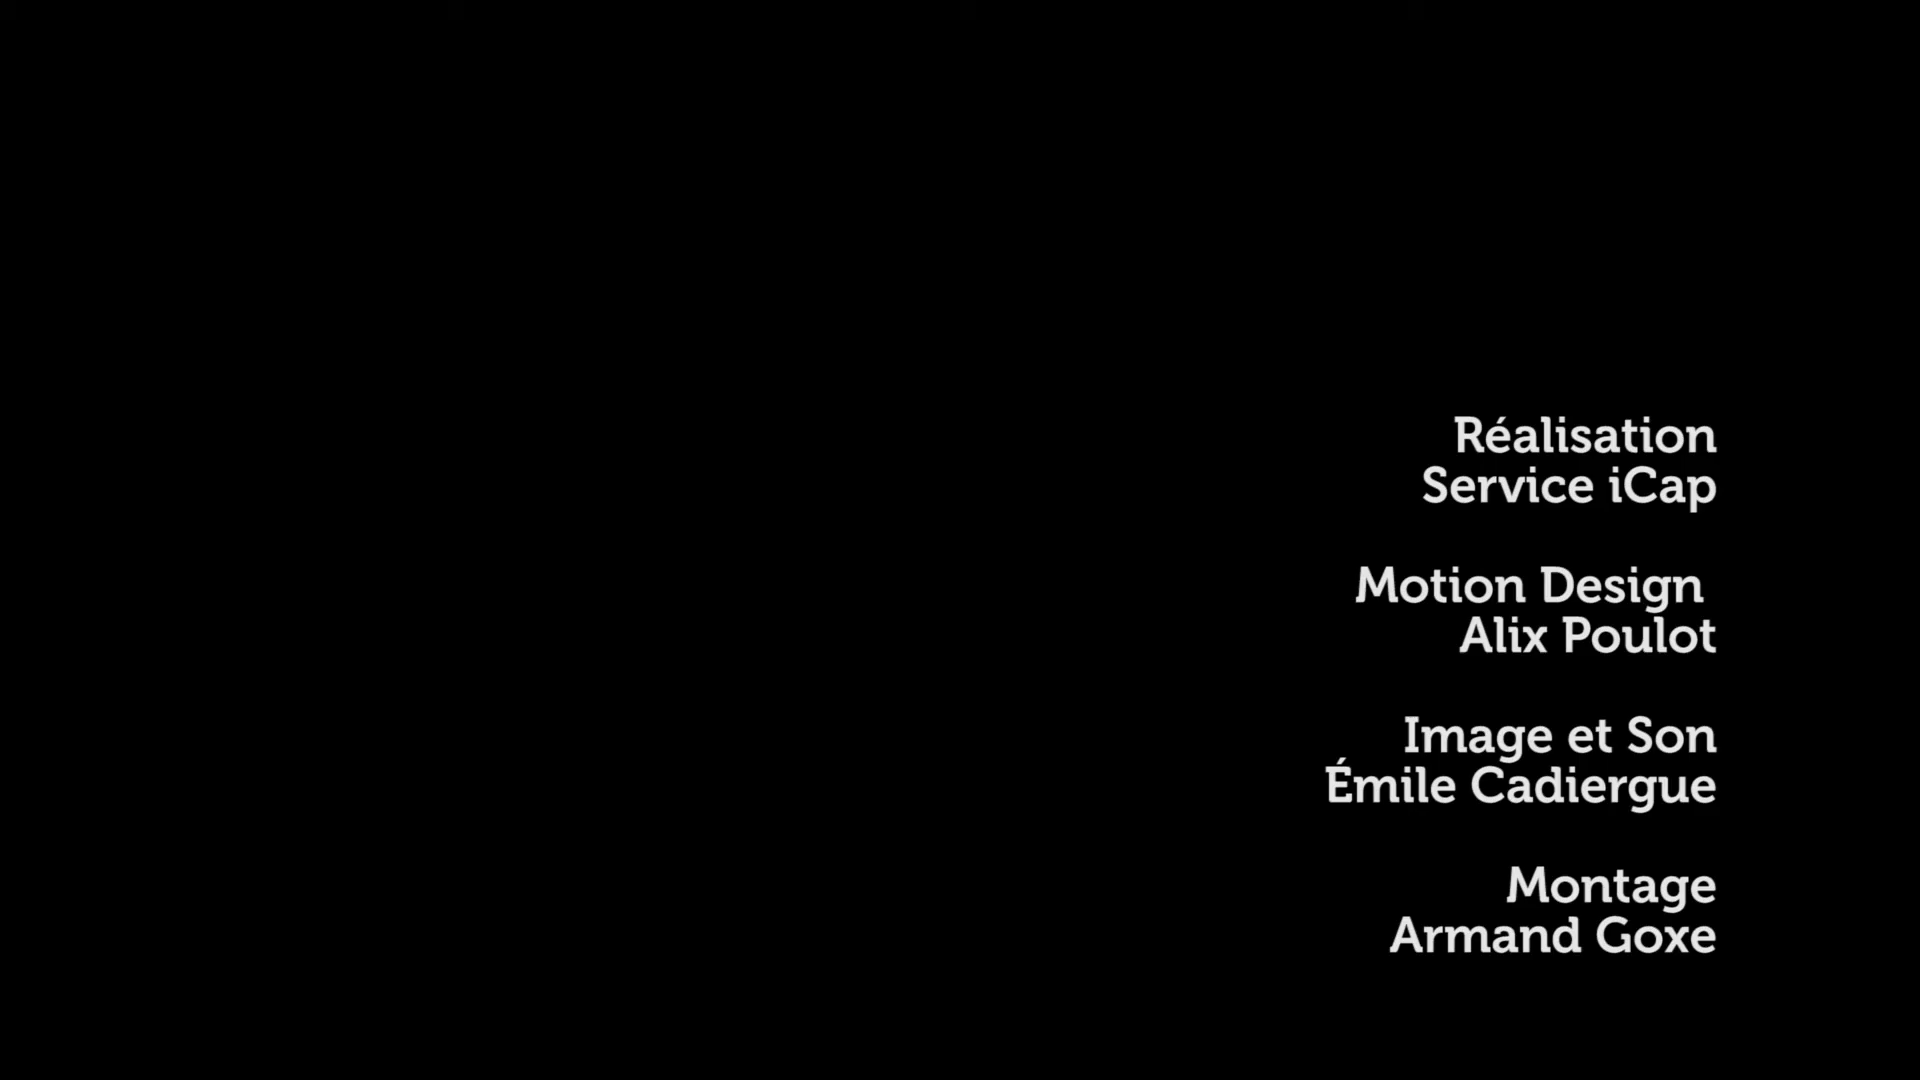 Réalisation
Service iCap
Motion Design
Alix Poulot
Image et Son
Émile Cadiergue
Montage
Armand Goxe